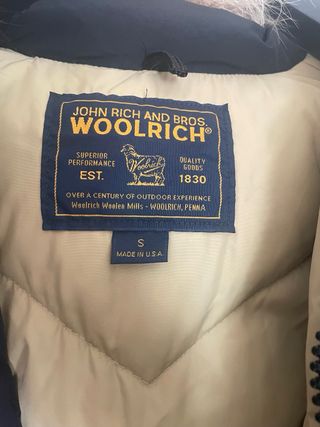 JOHN RICH AND BROS.
WOOLRICH®
SUPERIOR PERFORMANCE
Woolrich
QUALITY GOODS
EST. 1830
OVER A CENTURY OF OUTDOOR EXPERIENCE
Woolrich Woolen Mills - WOOLRICH, PENNA
S
MADE IN U.S.A.